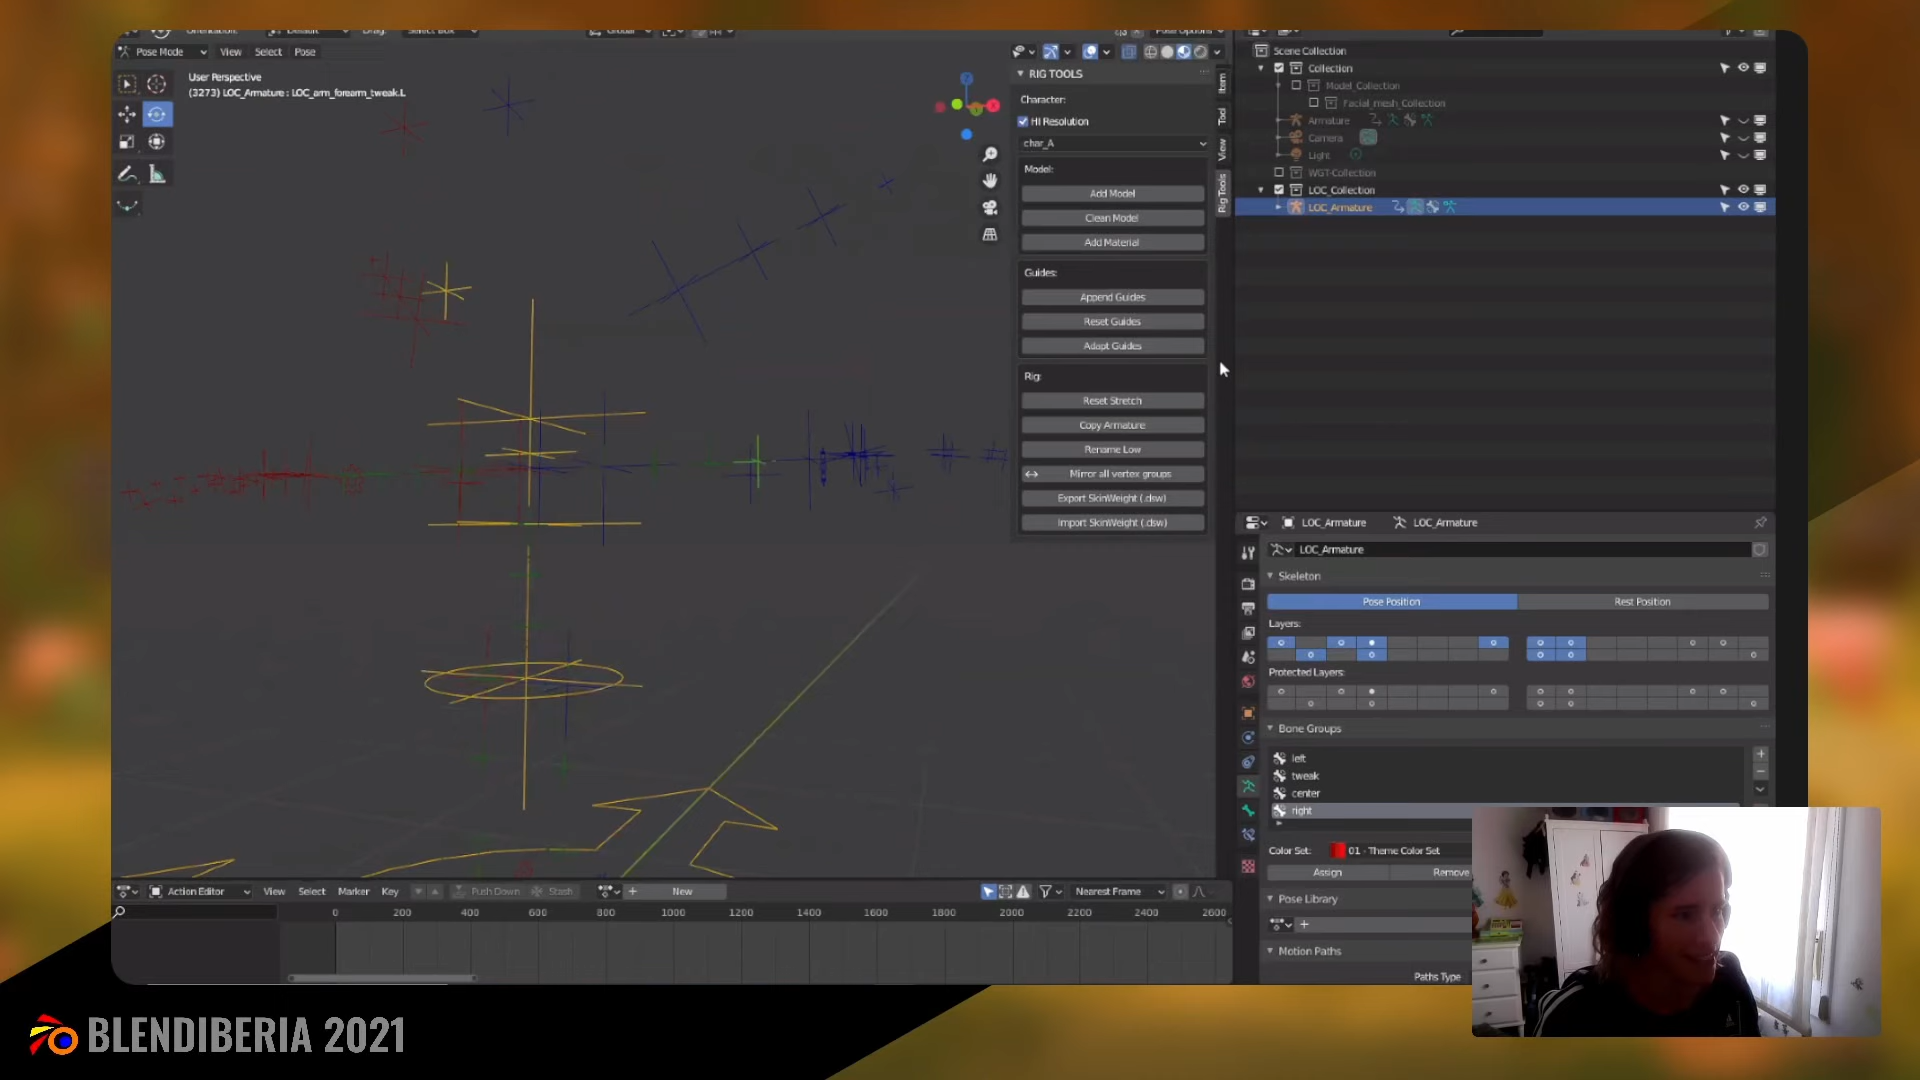 Pose Mode View Select Pose
User Perspective
(3273) LOC_Armature : LOC_arm_forearm_tweak.L
RIG TOOLS
Character:
HI Resolution
char_A
Model:
Add Model
Clean Model
Add Material
Guides:
Append Guides
Reset Guides
Adapt Guides
Rig:
Reset Stretch
Copy Armature
Rename Low
Mirror all vertex groups
Export SkinWeight (.dsw)
Import SkinWeight (.dsw)
Item
Tool
View
Rig Tools
Scene Collection
Collection
Model_Collection
Facial_mesh_Collection
Armature
Camera
Light
WGT-Collection
LOC_Collection
LOC_Armature
LOC_Armature LOC_Armature
LOC_Armature
Skeleton
Pose Position Rest Position
Layers:
Protected Layers:
Bone Groups
left
tweak
center
right
Color Set: 01 - Theme Color Set
Assign Remove
Pose Library
Motion Paths
Paths Type
Action Editor View Select Marker Key Push Down Stash New Nearest Frame
0 200 400 600 800 1000 1200 1400 1600 1800 2000 2200 2400 2600
BLENDIBERIA 2021